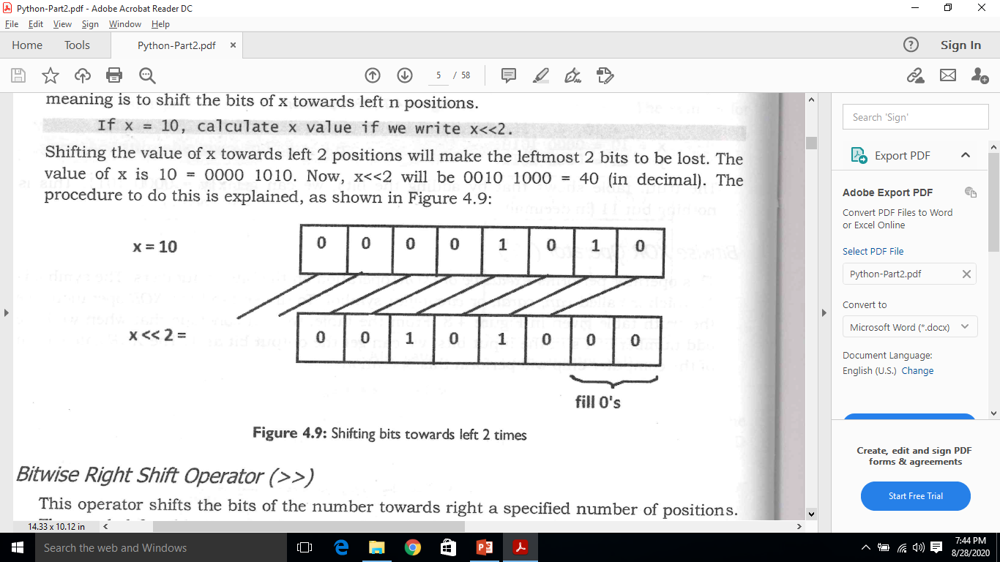 Python-Part2.pdf - Adobe Acrobat Reader DC
File Edit View Sign Window Help
Home Tools Python-Part2.pdf × Sign In
5 / 58
meaning is to shift the bits of x towards left n positions.
If x = 10, calculate x value if we write x<<2.
Shifting the value of x towards left 2 positions will make the leftmost 2 bits to be lost. The
value of x is 10 = 0000 1010. Now, x<<2 will be 0010 1000 = 40 (in decimal). The
procedure to do this is explained, as shown in Figure 4.9:
x = 10 0 0 0 0 1 0 1 0
x << 2 = 0 0 1 0 1 0 0 0
fill 0's
Figure 4.9: Shifting bits towards left 2 times
Bitwise Right Shift Operator (>>)
This operator shifts the bits of the number towards right a specified number of positions.
14.33 x 10.12 in
Search 'Sign'
Export PDF
Adobe Export PDF
Convert PDF Files to Word
or Excel Online
Select PDF File
Python-Part2.pdf
Convert to
Microsoft Word (*.docx)
Document Language:
English (U.S.) Change
Create, edit and sign PDF
forms & agreements
Start Free Trial
Search the web and Windows
7:44 PM
8/28/2020